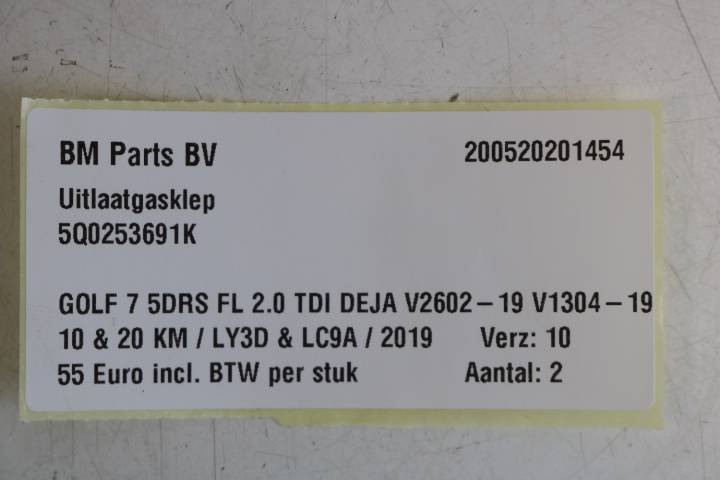 BM Parts BV 200520201454
Uitlaatgasklep
5Q0253691K
GOLF 7 5DRS FL 2.0 TDI DEJA V2602-19 V1304-19
10 & 20 KM / LY3D & LC9A / 2019 Verz: 10
55 Euro incl. BTW per stuk Aantal: 2